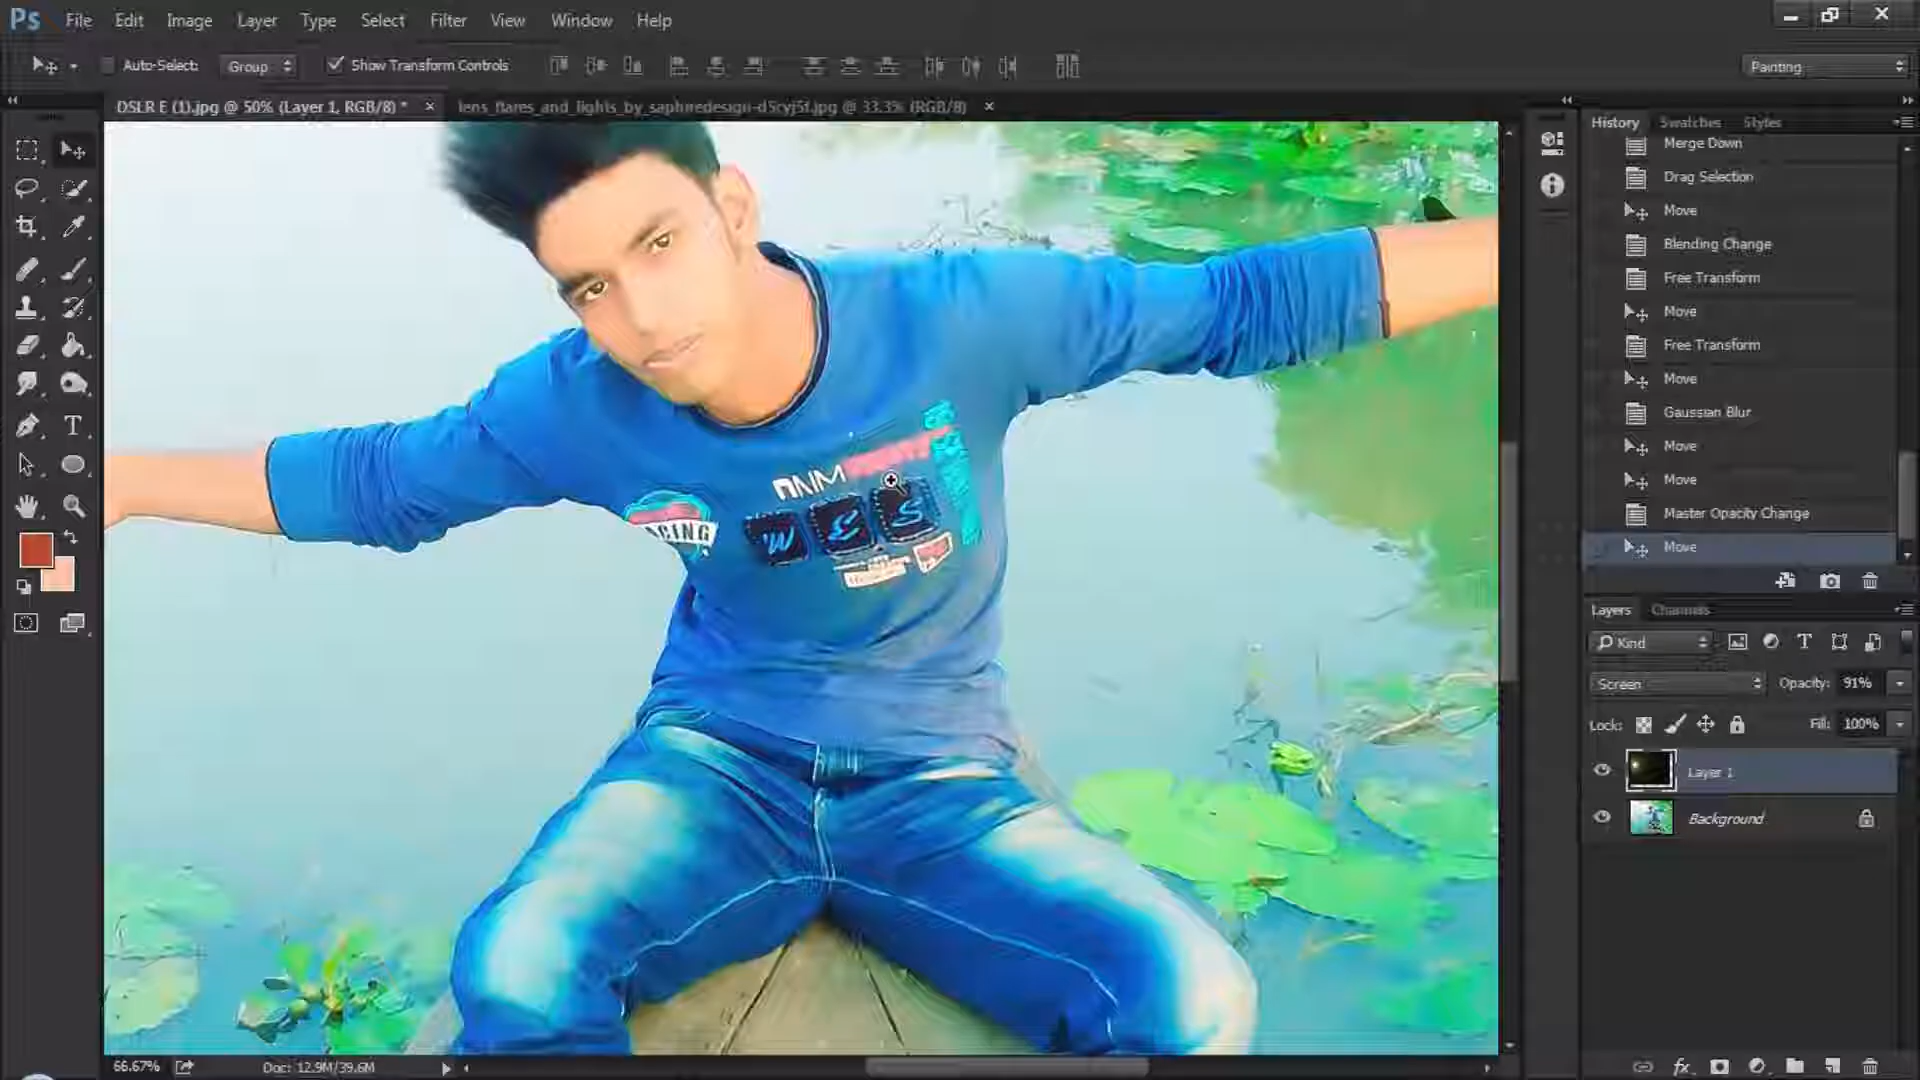 Ps File Edit Image Layer Type Select Filter View Window Help
Auto-Select: Group Show Transform Controls Painting
DSLR E (1).jpg @ 50% (Layer 1, RGB/8) * × lens_flares_and_lights_by_saphiredesign-d5cyj5f.jpg @ 33.3% (RGB/8) ×
History Swatches Styles
Merge Down
Drag Selection
Move
Blending Change
Free Transform
Move
Free Transform
Move
Gaussian Blur
Move
Move
Master Opacity Change
Move
NM
CING
W E S
Layers Channels
Kind
Screen Opacity: 91%
Lock: Fill: 100%
Layer 1
Background
66.67% Doc: 12.9M/39.6M